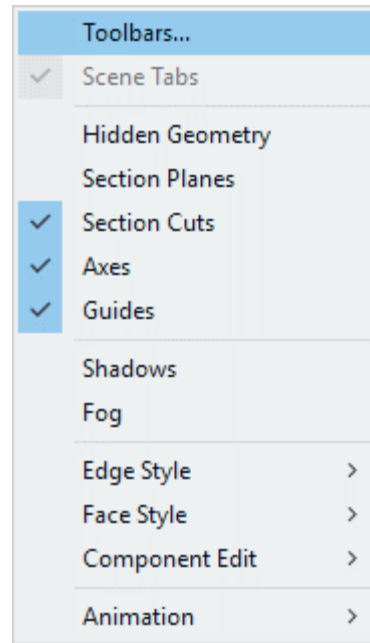 Toolbars...
Scene Tabs
Hidden Geometry
Section Planes
Section Cuts
Axes
Guides
Shadows
Fog
Edge Style
Face Style
Component Edit
Animation